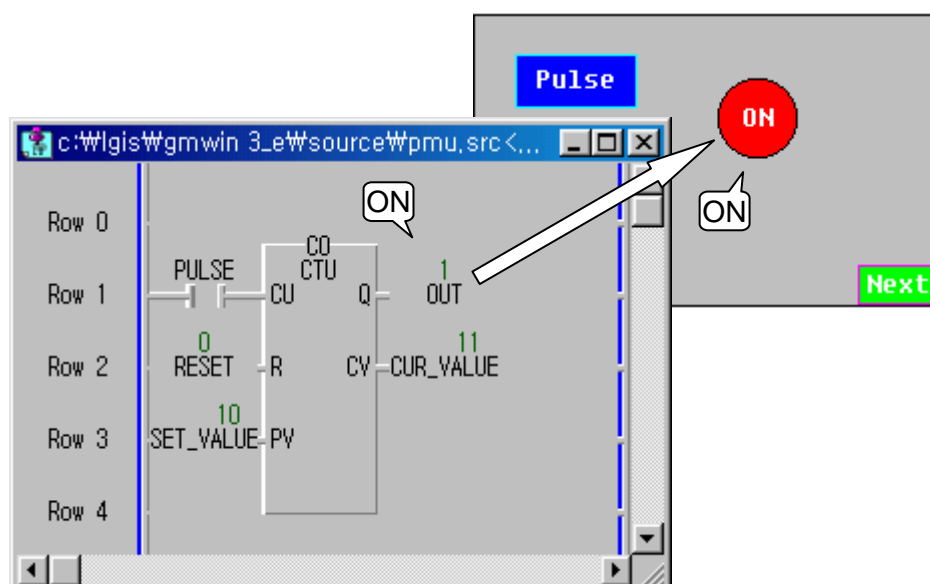 Pulse
ON
ON
Next
c:₩lgis₩gmwin 3_e₩source₩pmu.src<...
ON
Row 0
C0
PULSE CTU 1
Row 1 CU Q OUT
0 11
Row 2 RESET R CV CUR_VALUE
10
Row 3 SET_VALUE PV
Row 4